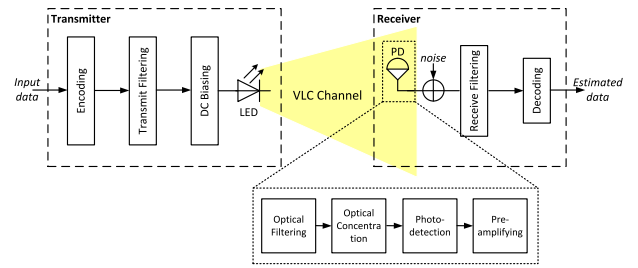 Transmitter
Receiver
Input
data
Encoding
Transmit Filtering
DC Biasing
LED
VLC Channel
PD
noise
Receive Filtering
Decoding
Estimated
data
Optical
Filtering
Optical
Concentra
tion
Photo-
detection
Pre-
amplifying